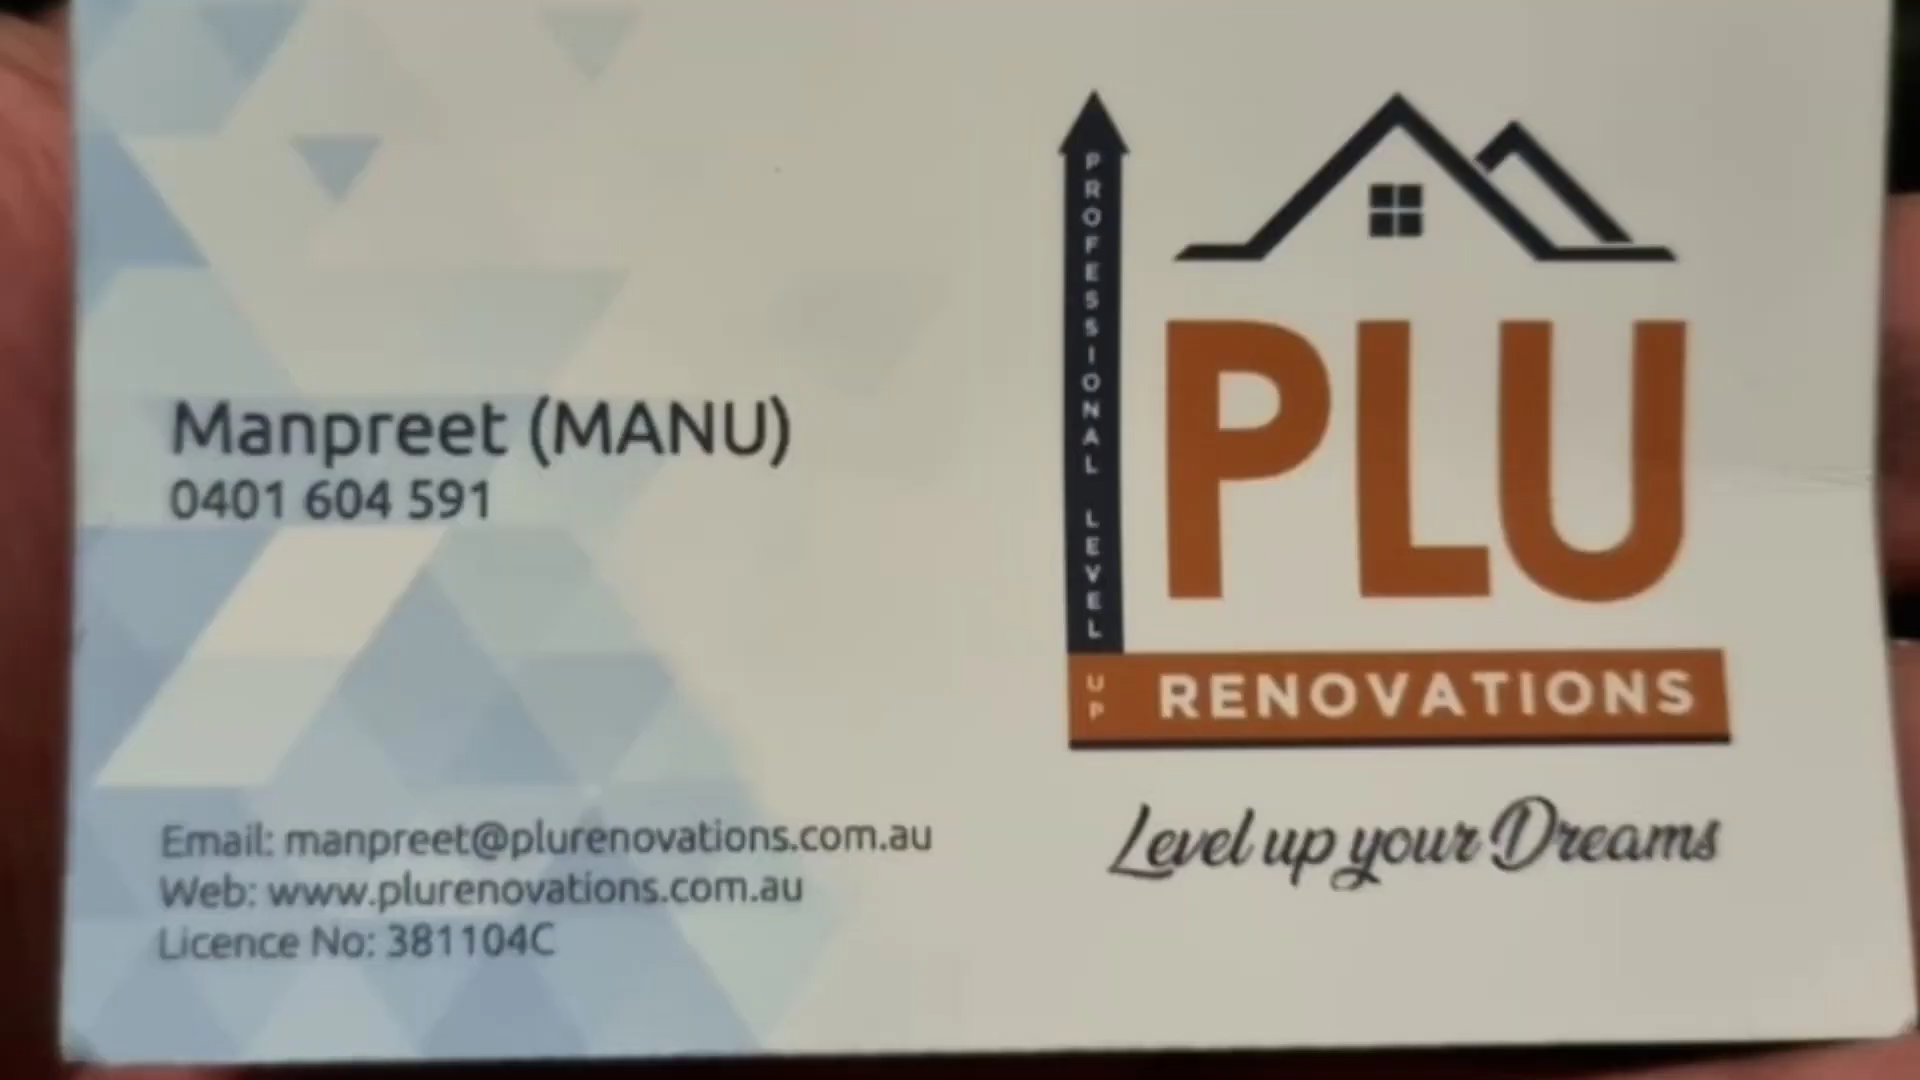 Manpreet (MANU)
0401 604 591
Email: manpreet@plurenovations.com.au
Web: www.plurenovations.com.au
Licence No: 381104C
PROFESSIONAL LEVEL
UP
PLU
RENOVATIONS
Level up your Dreams